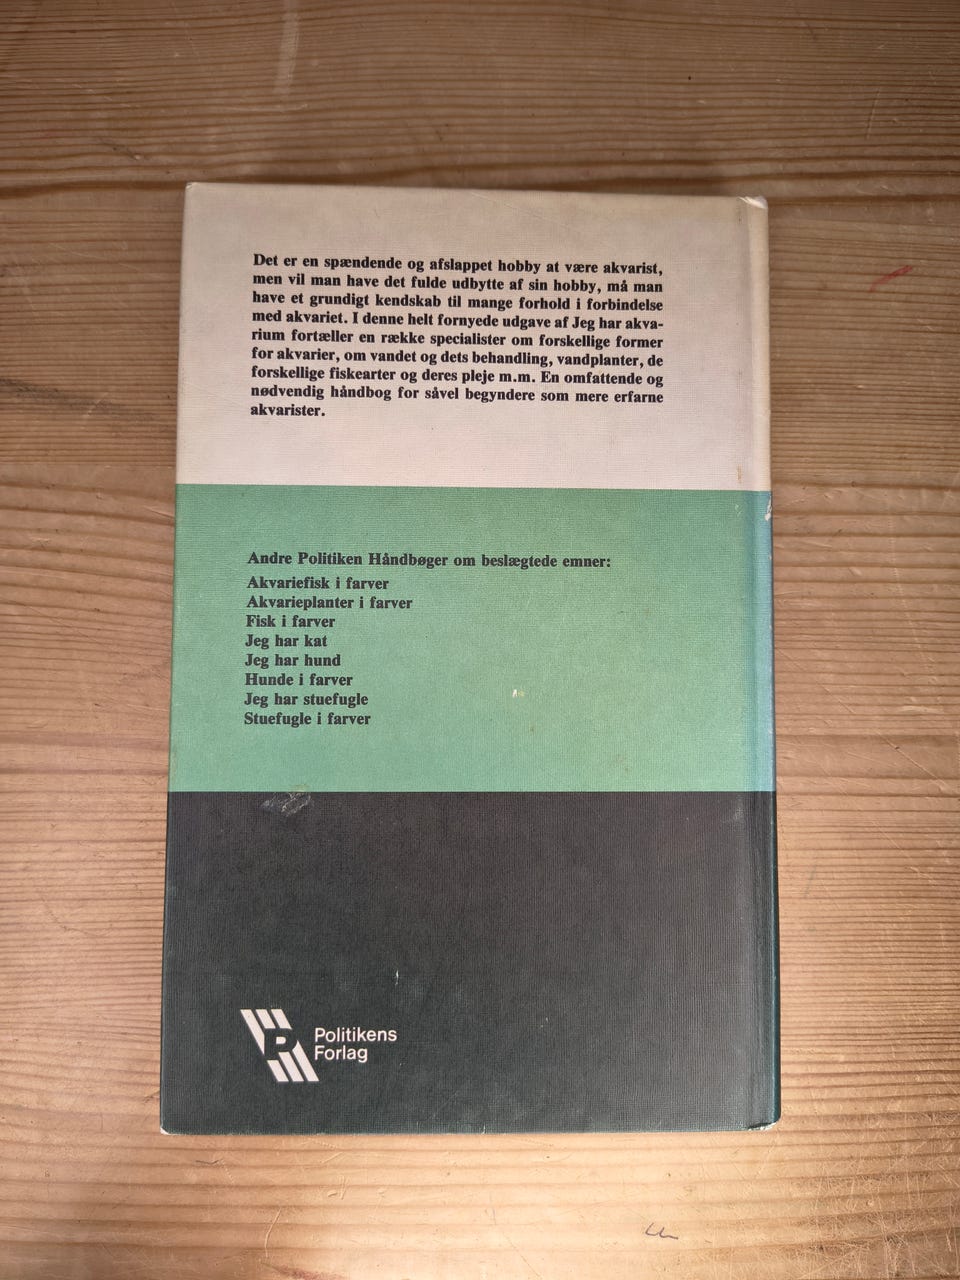 Det er en spændende og afslappet hobby at være akvarist,
men vil man have det fulde udbytte af sin hobby, må man
have et grundigt kendskab til mange forhold i forbindelse
med akvariet. I denne helt fornyede udgave af Jeg har akva-
rium fortæller en række specialister om forskellige former
for akvarier, om vandet og dets behandling, vandplanter, de
forskellige fiskearter og deres pleje m.m. En omfattende og
nødvendig håndbog for såvel begyndere som mere erfarne
akvarister.
Andre Politiken Håndbøger om beslægtede emner:
Akvariefisk i farver
Akvarieplanter i farver
Fisk i farver
Jeg har kat
Jeg har hund
Hunde i farver
Jeg har stuefugle
Stuefugle i farver
P
Politikens
Forlag